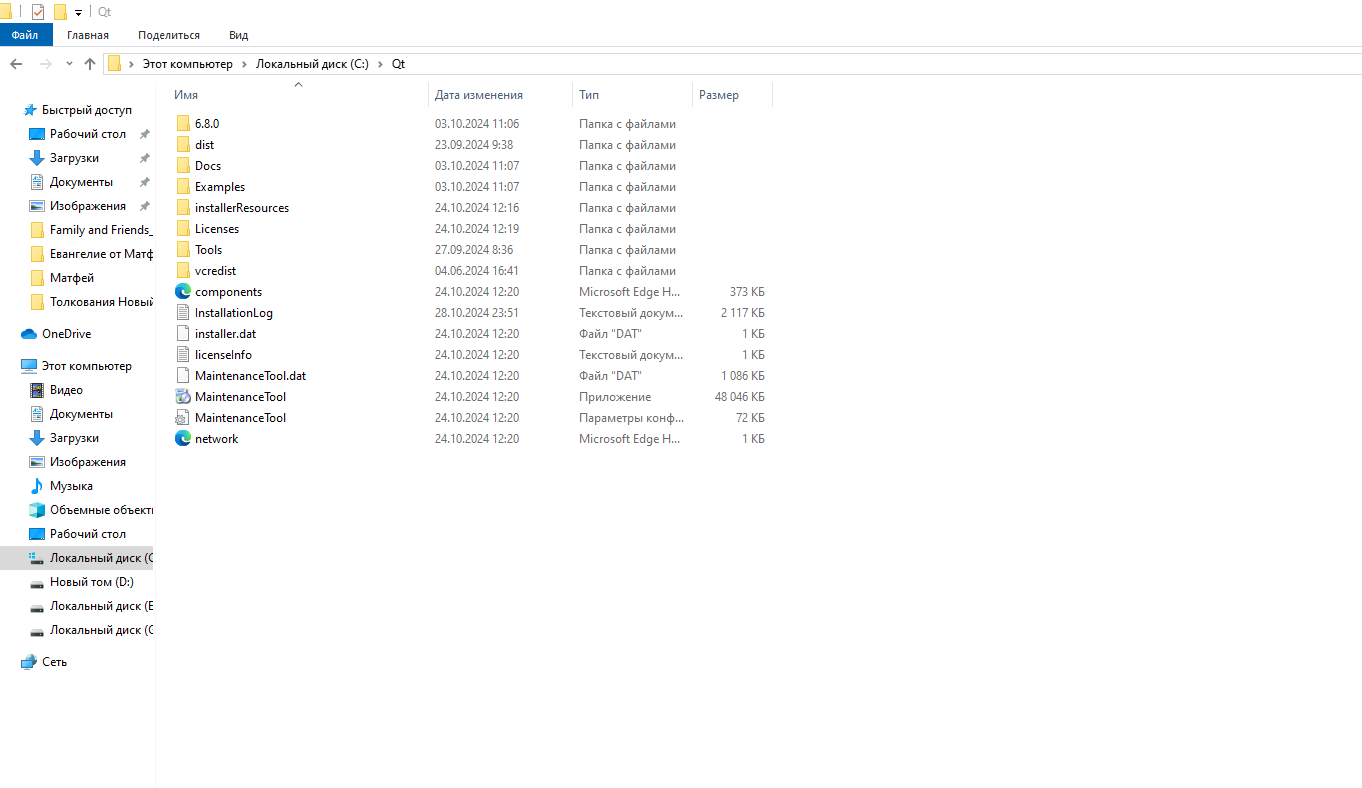 Qt
Файл Главная Поделиться Вид
Этот компьютер Локальный диск (C:) Qt
Имя Дата изменения Тип Размер
Быстрый доступ
Рабочий стол
Загрузки
Документы
Изображения
Family and Friends_
Евангелие от Матф
Матфей
Толкования Новый
OneDrive
Этот компьютер
Видео
Документы
Загрузки
Изображения
Музыка
Объемные объекты
Рабочий стол
Локальный диск (C
Новый том (D:)
Локальный диск (E
Локальный диск (G
Сеть
6.8.0 03.10.2024 11:06 Папка с файлами
dist 23.09.2024 9:38 Папка с файлами
Docs 03.10.2024 11:07 Папка с файлами
Examples 03.10.2024 11:07 Папка с файлами
installerResources 24.10.2024 12:16 Папка с файлами
Licenses 24.10.2024 12:19 Папка с файлами
Tools 27.09.2024 8:36 Папка с файлами
vcredist 04.06.2024 16:41 Папка с файлами
components 24.10.2024 12:20 Microsoft Edge H... 373 КБ
InstallationLog 28.10.2024 23:51 Текстовый докум... 2 117 КБ
installer.dat 24.10.2024 12:20 Файл "DAT" 1 КБ
licenseInfo 24.10.2024 12:20 Текстовый докум... 1 КБ
MaintenanceTool.dat 24.10.2024 12:20 Файл "DAT" 1 086 КБ
MaintenanceTool 24.10.2024 12:20 Приложение 48 046 КБ
MaintenanceTool 24.10.2024 12:20 Параметры конф... 72 КБ
network 24.10.2024 12:20 Microsoft Edge H... 1 КБ